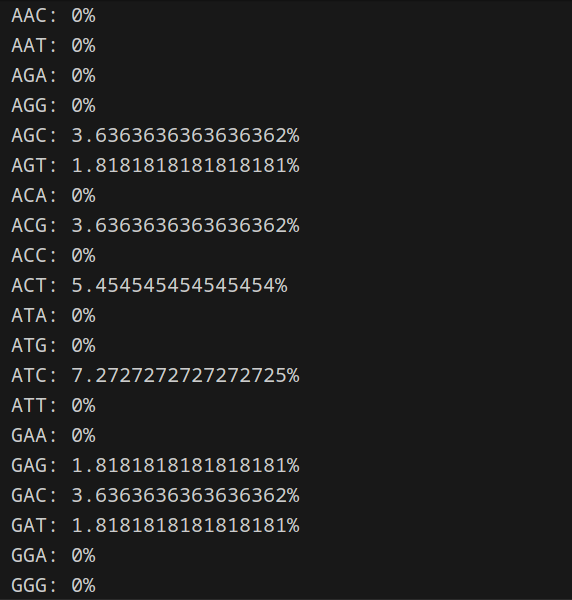 AAC: 0%
AAT: 0%
AGA: 0%
AGG: 0%
AGC: 3.6363636363636362%
AGT: 1.8181818181818181%
ACA: 0%
ACG: 3.6363636363636362%
ACC: 0%
ACT: 5.454545454545454%
ATA: 0%
ATG: 0%
ATC: 7.2727272727272725%
ATT: 0%
GAA: 0%
GAG: 1.8181818181818181%
GAC: 3.6363636363636362%
GAT: 1.8181818181818181%
GGA: 0%
GGG: 0%